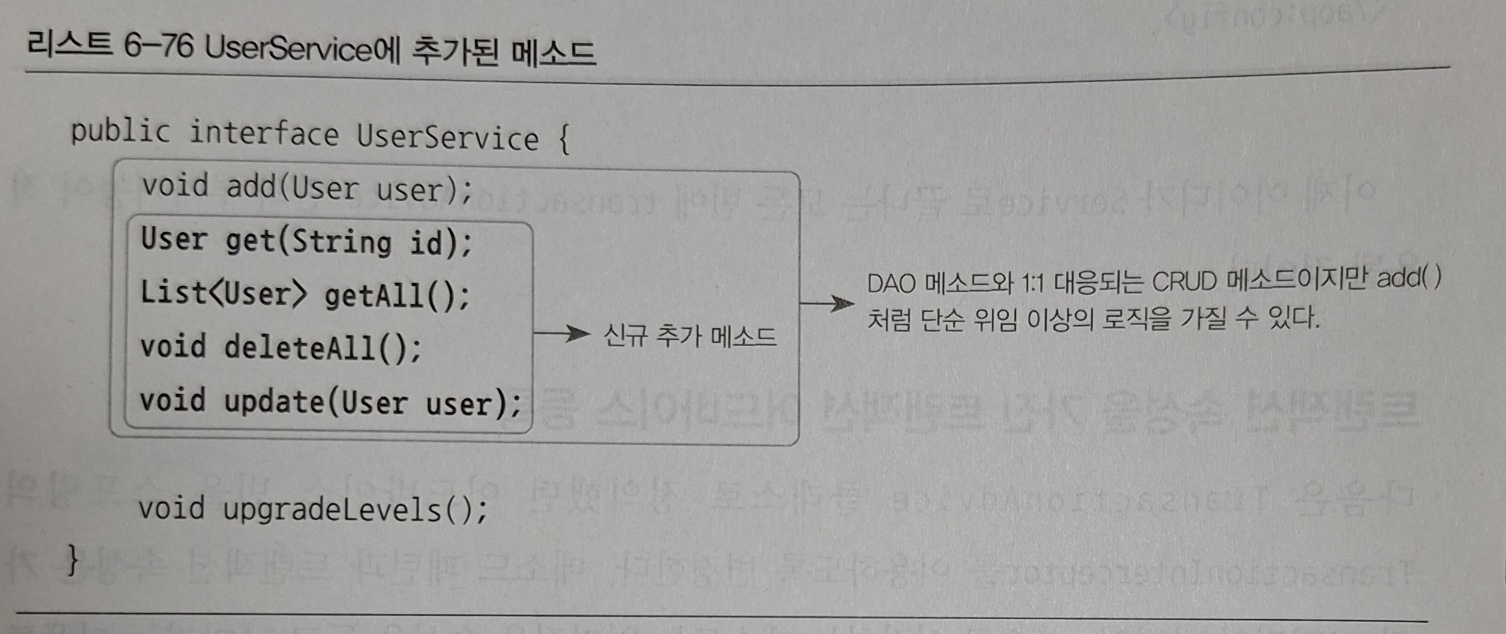 리스트 6-76 UserService에 추가된 메소드
public interface UserService {
void add(User user);
User get(String id);
List<User> getAll();
void deleteAll();
void update(User user);
신규 추가 메소드
DAO 메소드와 1:1 대응되는 CRUD 메소드이지만 add()
처럼 단순 위임 이상의 로직을 가질 수 있다.
void upgradeLevels();
}